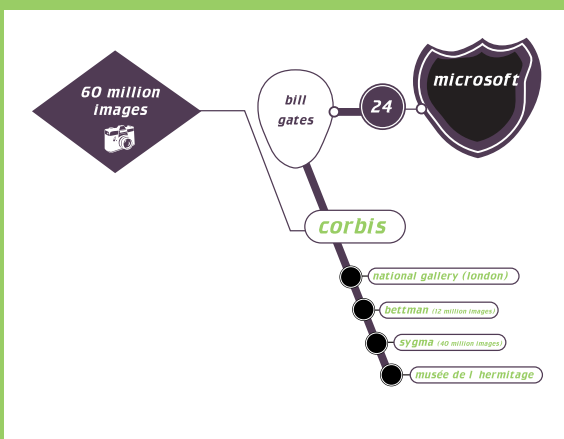 60 million
images
bill
gates
24
microsoft
corbis
national gallery (london)
bettman (12 million images)
sygma (40 million images)
musée de l hermitage